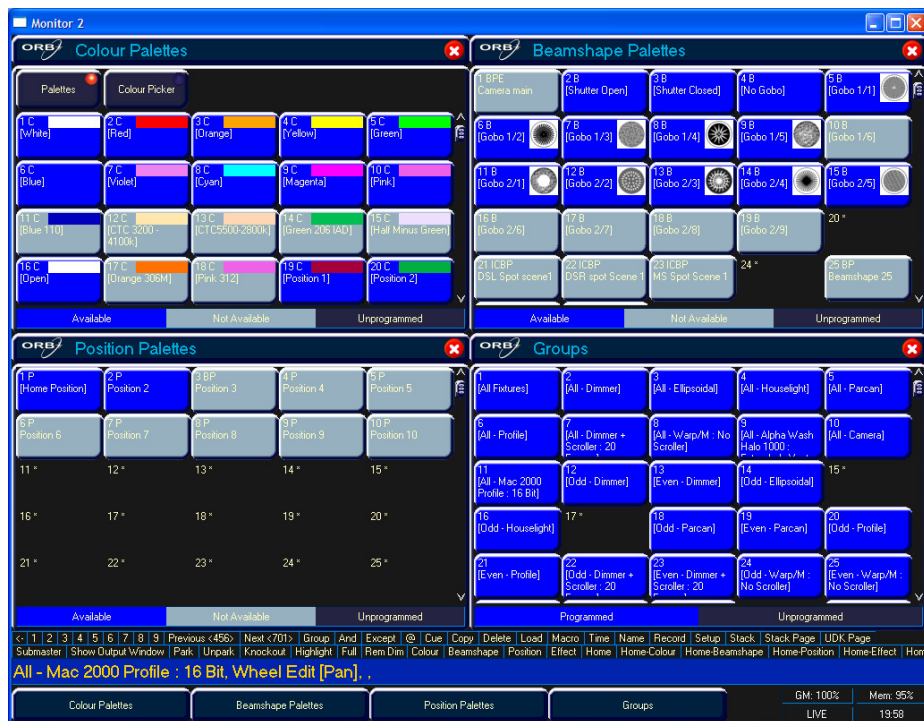 Monitor 2
ORB Colour Palettes
Palettes Colour Picker
1 C [White] 2 C [Red] 3 C [Orange] 4 C [Yellow] 5 C [Green]
6 C [Blue] 7 C [Violet] 8 C [Cyan] 9 C [Magenta] 10 C [Pink]
11 C [Blue 110] 12 C [CTC 3200 - 4100k] 13 C [CTC5500-2800k] 14 C [Green 206 IAD] 15 C [Half Minus Green]
16 C [Open] 17 C [Orange 306M] 18 C [Pink 312] 19 C [Position 1] 20 C [Position 2]
Available Not Available Unprogrammed
ORB Beamshape Palettes
1 BPE Camera main 2 B [Shutter Open] 3 B [Shutter Closed] 4 B [No Gobo] 5 B [Gobo 1/1]
6 B [Gobo 1/2] 7 B [Gobo 1/3] 8 B [Gobo 1/4] 9 B [Gobo 1/5] 10 B [Gobo 1/6]
11 B [Gobo 2/1] 12 B [Gobo 2/2] 13 B [Gobo 2/3] 14 B [Gobo 2/4] 15 B [Gobo 2/5]
16 B [Gobo 2/6] 17 B [Gobo 2/7] 18 B [Gobo 2/8] 19 B [Gobo 2/9] 20 *
21 ICBP DSL Spot scene1 22 ICBP DSR spot Scene 1 23 ICBP MS Spot Scene 1 24 * 25 BP Beamshape 25
Available Not Available Unprogrammed
ORB Position Palettes
1 P [Home Position] 2 P Position 2 3 BP Position 3 4 P Position 4 5 P Position 5
6 P Position 6 7 P Position 7 8 P Position 8 9 P Position 9 10 P Position 10
11 * 12 * 13 * 14 * 15 *
16 * 17 * 18 * 19 * 20 *
21 * 22 * 23 * 24 * 25 *
Available Not Available Unprogrammed
ORB Groups
1 [All Fixtures] 2 [All - Dimmer] 3 [All - Ellipsoidal] 4 [All - Houselight] 5 [All - Parcan]
6 [All - Profile] 7 [All - Dimmer + Scroller : 20 8 [All - Warp/M : No Scroller] 9 [All - Alpha Wash Halo 1000 : 10 [All - Camera]
11 [All - Mac 2000 Profile : 16 Bit] 12 [Odd - Dimmer] 13 [Even - Dimmer] 14 [Odd - Ellipsoidal] 15 *
16 [Odd - Houselight] 17 * 18 [Odd - Parcan] 19 [Even - Parcan] 20 [Odd - Profile]
21 [Even - Profile] 22 [Odd - Dimmer + Scroller : 20 23 [Even - Dimmer + Scroller : 20 24 [Odd - Warp/M : No Scroller] 25 [Even - Warp/M : No Scroller]
Programmed Unprogrammed
<- 1 2 3 4 5 6 7 8 9 Previous <456> Next <701> Group And Except @ Cue Copy Delete Load Macro Time Name Record Setup Stack Stack Page UDK Page
Submaster Show Output Window Park Unpark Knockout Highlight Full Rem Dim Colour Beamshape Position Effect Home Home-Colour Home-Beamshape Home-Position Home-Effect Hom
All - Mac 2000 Profile : 16 Bit, Wheel Edit [Pan], ,
Colour Palettes Beamshape Palettes Position Palettes Groups
GM: 100% Mem: 95%
LIVE 19:58